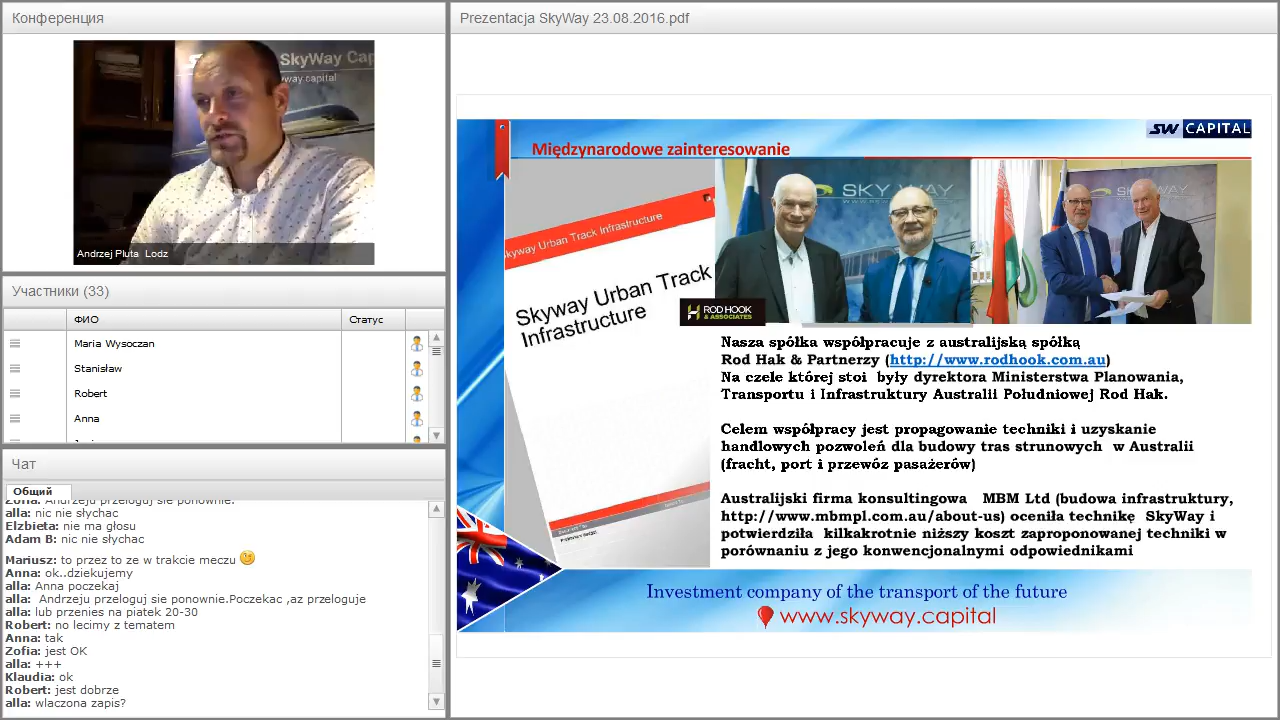 Конференция
SkyWay Cap
way.capital
Andrzej Pluta Lodz
Участники (33)
ФИО
Статус
Maria Wysoczan
Stanisław
Robert
Anna
Чат
Общий
Zofia: Andrzeju przeloguj sie ponownie.
alla: nic nie słychac
Elzbieta: nie ma głosu
Adam B: nic nie słychac
Mariusz: to przez to ze w trakcie meczu
Anna: ok..dziekujemy
alla: Anna poczekaj
alla: Andrzeju przeloguj sie ponownie.Poczekac ,az przeloguje
alla: lub przenies na piatek 20-30
Robert: no lecimy z tematem
Anna: tak
Zofia: jest OK
alla: +++
Klaudia: ok
Robert: jest dobrze
alla: wlaczona zapis?
Prezentacja SkyWay 23.08.2016.pdf
SW CAPITAL
Międzynarodowe zainteresowanie
Skyway Urban Track Infrastructure
Skyway Urban Track
Infrastructure
SKY WAY
SKYWAY
ROD HOOK
& ASSOCIATES
Nasza spółka współpracuje z australijską spółką
Rod Hak & Partnerzy (http://www.rodhook.com.au)
Na czele której stoi były dyrektora Ministerstwa Planowania,
Transportu i Infrastruktury Australii Południowej Rod Hak.
Celem współpracy jest propagowanie techniki i uzyskanie
handlowych pozwoleń dla budowy tras strunowych w Australii
(fracht, port i przewóz pasażerów)
Australijski firma konsultingowa MBM Ltd (budowa infrastruktury,
http://www.mbmpl.com.au/about-us) oceniła technikę SkyWay i
potwierdziła kilkakrotnie niższy koszt zaproponowanej techniki w
porównaniu z jego konwencjonalnymi odpowiednikami
Investment company of the transport of the future
www.skyway.capital